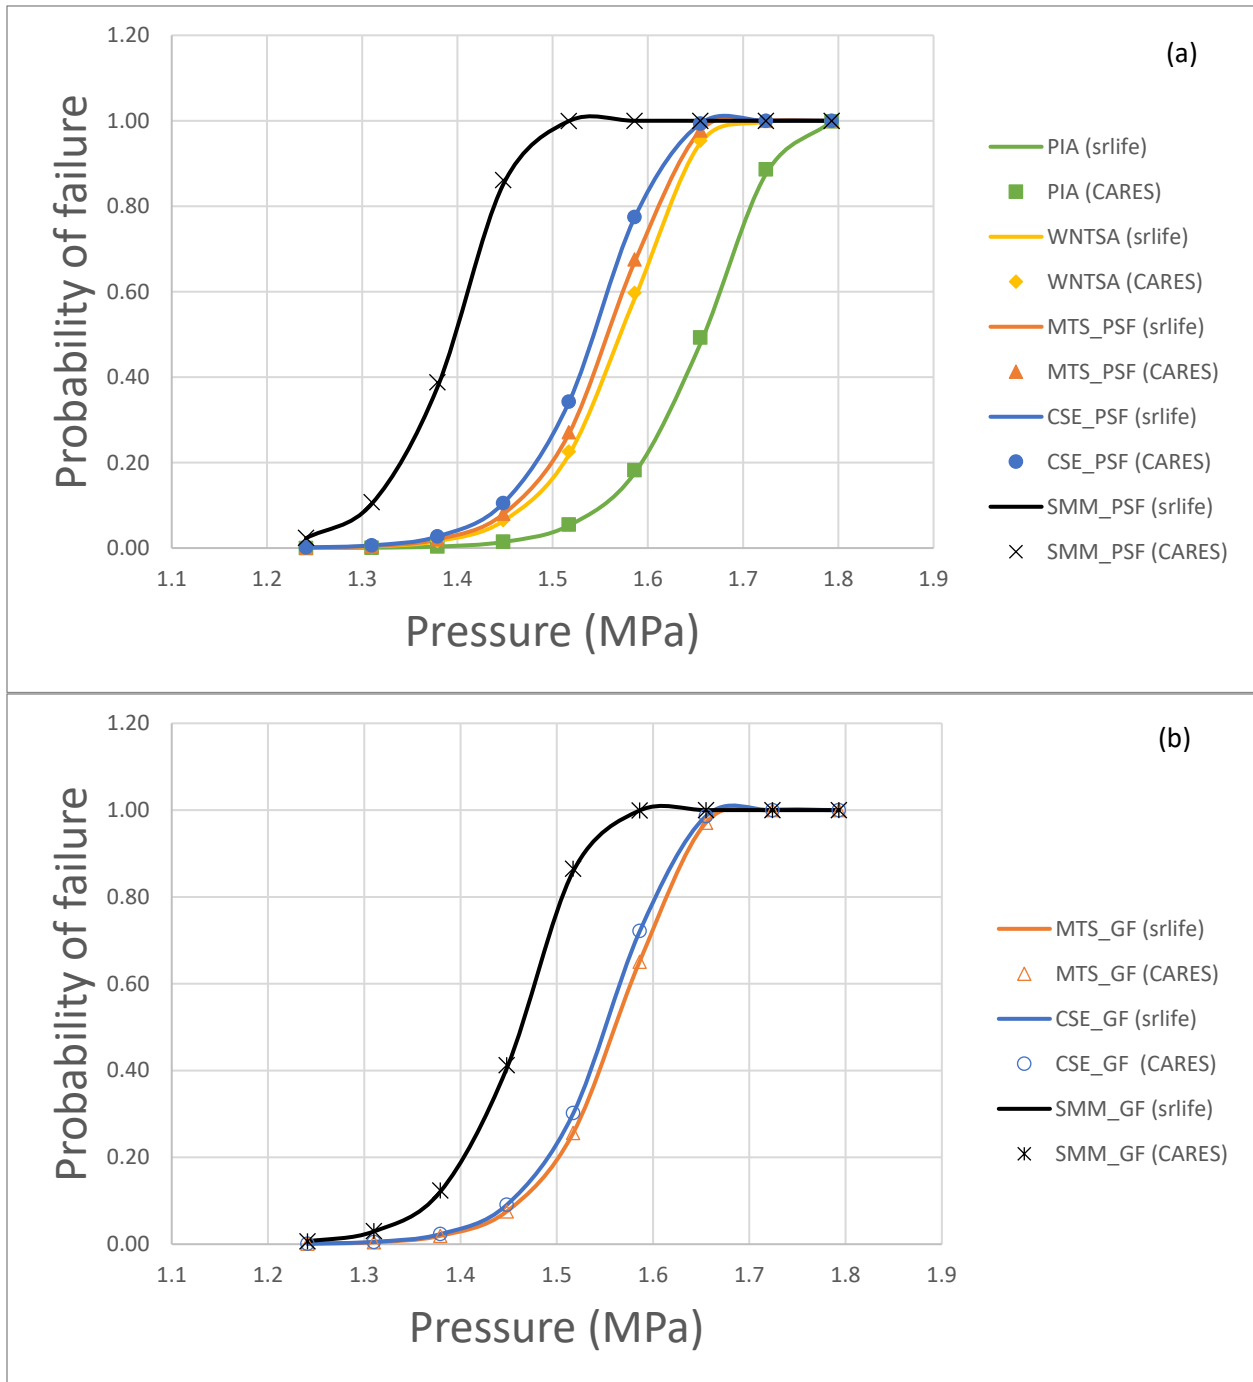 (a)
Probability of failure
1.20
1.00
0.80
0.60
0.40
0.20
0.00
1.1 1.2 1.3 1.4 1.5 1.6 1.7 1.8 1.9
Pressure (MPa)
PIA (srlife)
PIA (CARES)
WNTSA (srlife)
WNTSA (CARES)
MTS_PSF (srlife)
MTS_PSF (CARES)
CSE_PSF (srlife)
CSE_PSF (CARES)
SMM_PSF (srlife)
SMM_PSF (CARES)
(b)
Probability of failure
1.20
1.00
0.80
0.60
0.40
0.20
0.00
1.1 1.2 1.3 1.4 1.5 1.6 1.7 1.8 1.9
Pressure (MPa)
MTS_GF (srlife)
MTS_GF (CARES)
CSE_GF (srlife)
CSE_GF (CARES)
SMM_GF (srlife)
SMM_GF (CARES)